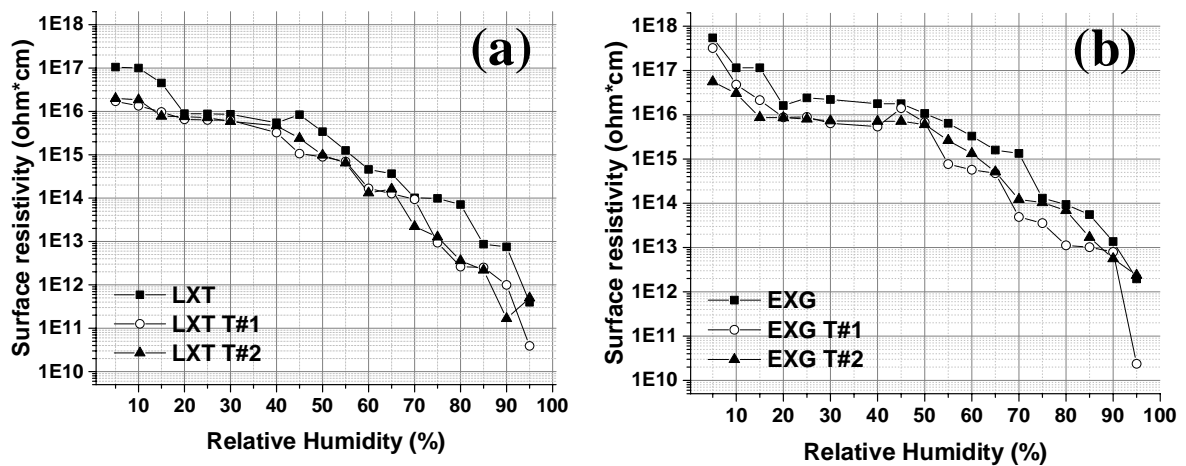 (a)
Surface resistivity (ohm*cm)
1E18
1E17
1E16
1E15
1E14
1E13
1E12
1E11
1E10
LXT
LXT T#1
LXT T#2
10 20 30 40 50 60 70 80 90 100
Relative Humidity (%)
(b)
Surface resistivity (ohm*cm)
1E18
1E17
1E16
1E15
1E14
1E13
1E12
1E11
1E10
EXG
EXG T#1
EXG T#2
10 20 30 40 50 60 70 80 90 100
Relative Humidity (%)